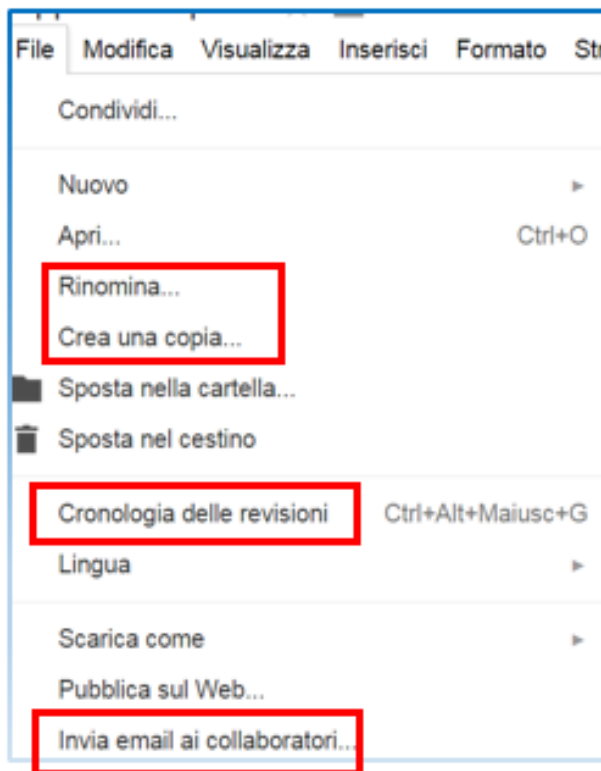 File Modifica Visualizza Inserisci Formato Str
Condividi...
Nuovo
Apri... Ctrl+O
Rinomina...
Crea una copia...
Sposta nella cartella...
Sposta nel cestino
Cronologia delle revisioni Ctrl+Alt+Maiusc+G
Lingua
Scarica come
Pubblica sul Web...
Invia email ai collaboratori...